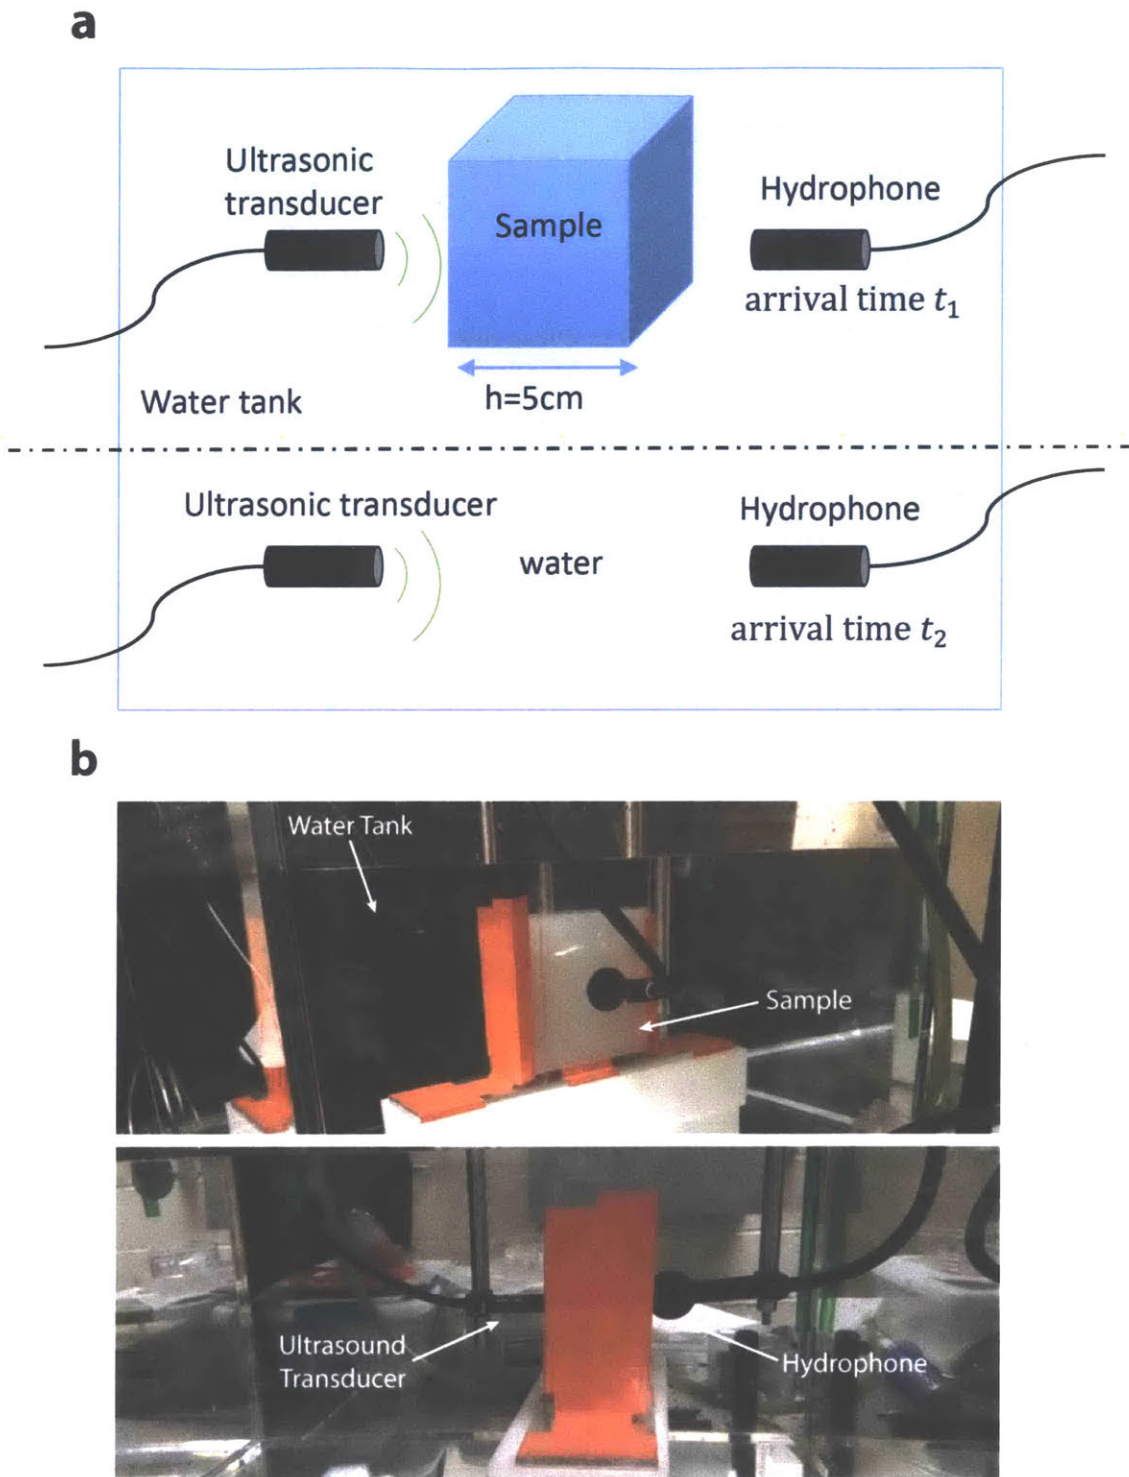 a
Ultrasonic
transducer
Sample
Hydrophone
arrival time t₁
h=5cm
Water tank
Ultrasonic transducer
water
Hydrophone
arrival time t₂
b
Water Tank
Sample
Ultrasound
Transducer
Hydrophone